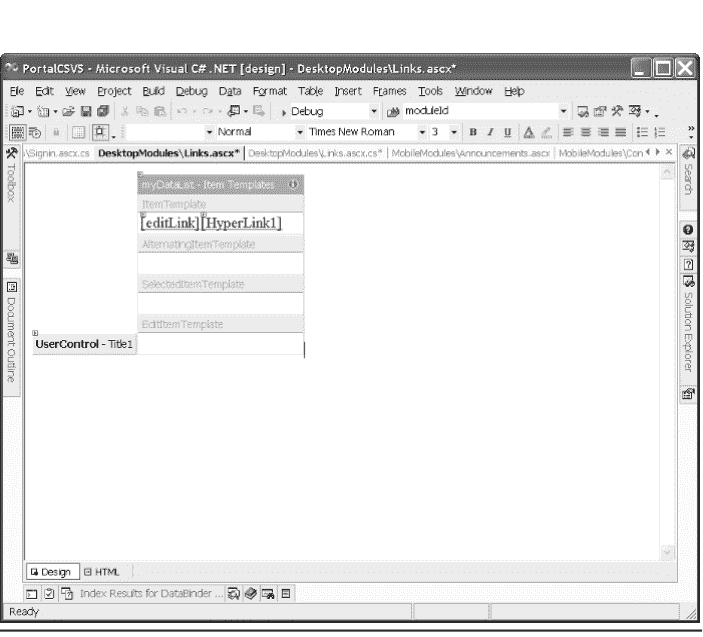 PortalCSVS - Microsoft Visual C# .NET [design] - DesktopModules\Links.ascx*
File Edit View Project Build Debug Data Format Table Insert Frames Tools Window Help
Debug moduleId
Normal Times New Roman 3 B I U A
\Signin.ascx.cs DesktopModules\Links.ascx* DesktopModules\Links.ascx.cs* MobileModules\Announcements.ascx MobileModules\Con
Toolbox
Document Outline
myDataList - Item Templates
ItemTemplate
[editLink][HyperLink1]
AlternatingItemTemplate
SelectedItemTemplate
EditItemTemplate
UserControl - Title1
Search
Solution Explorer
Design HTML
Index Results for DataBinder ...
Ready